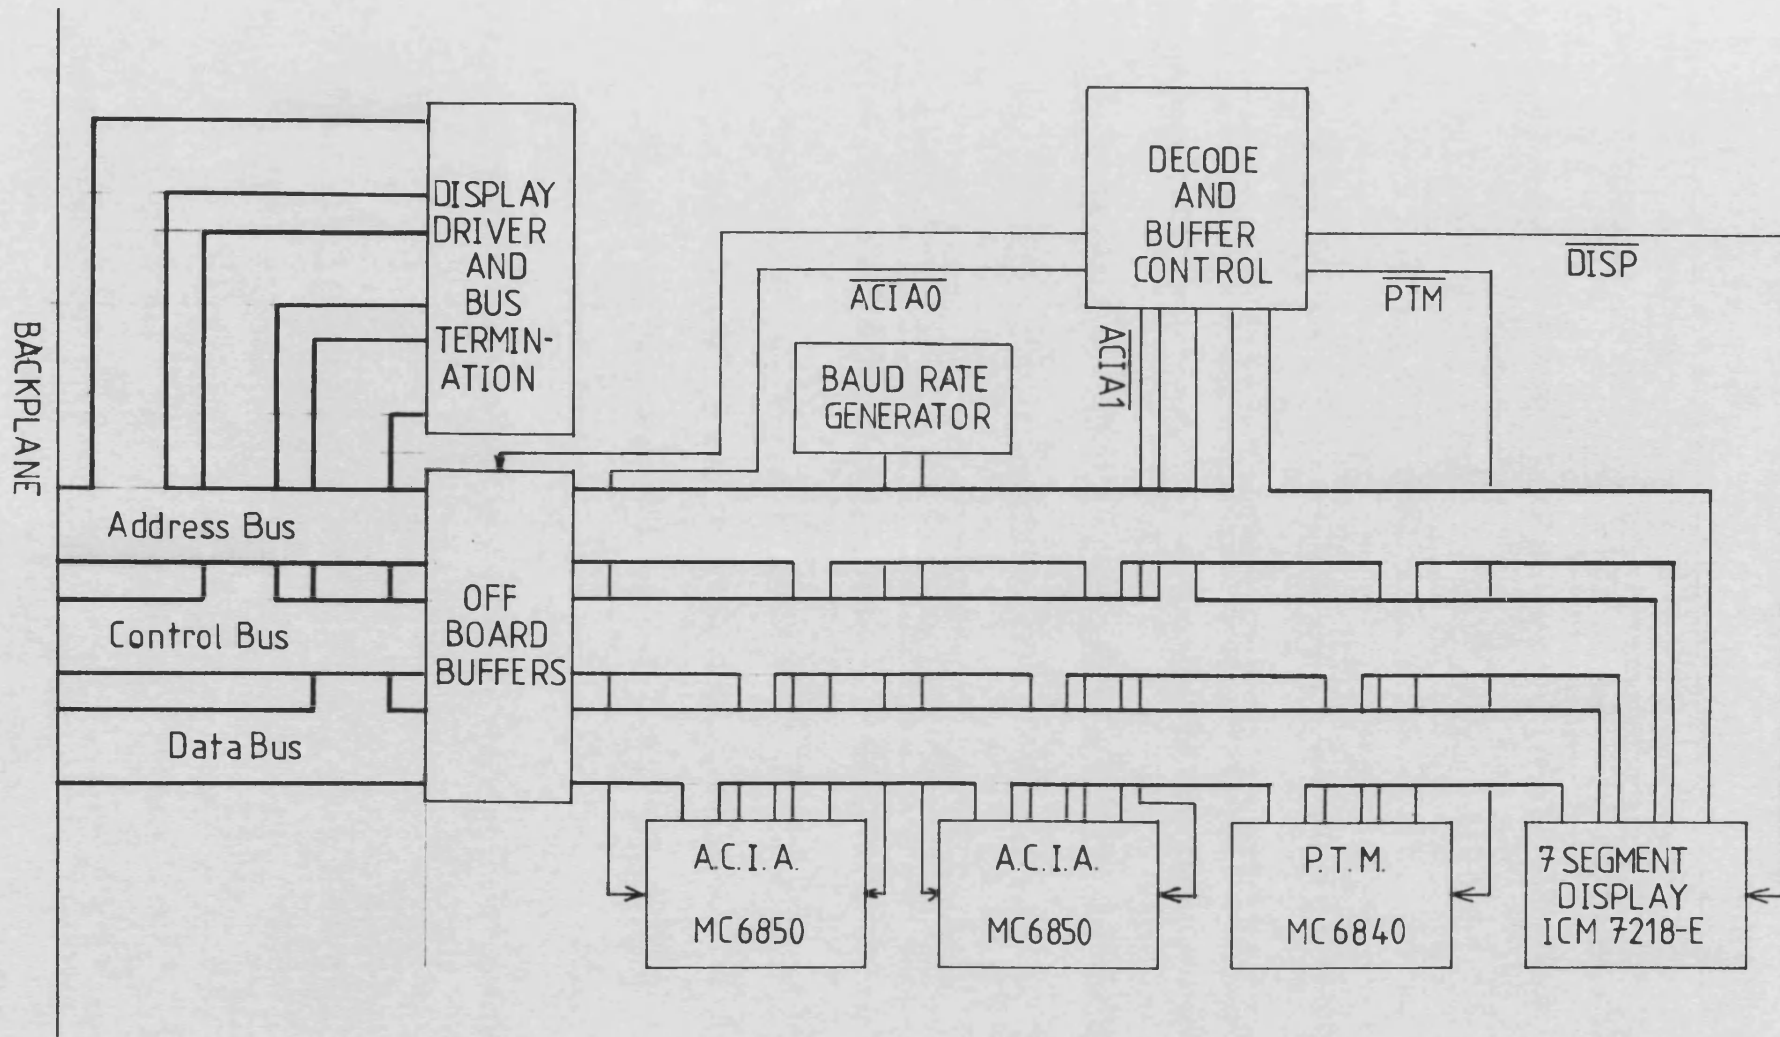 BACKPLANE
DISPLAY
DRIVER
AND
BUS
TERMIN-
ATION
DECODE
AND
BUFFER
CONTROL
ACIA0
ACIA1
DISP
PTM
BAUD RATE
GENERATOR
Address Bus
Control Bus
Data Bus
OFF
BOARD
BUFFERS
A.C.I.A.
MC6850
A.C.I.A.
MC6850
P.T.M.
MC6840
7 SEGMENT
DISPLAY
ICM 7218-E